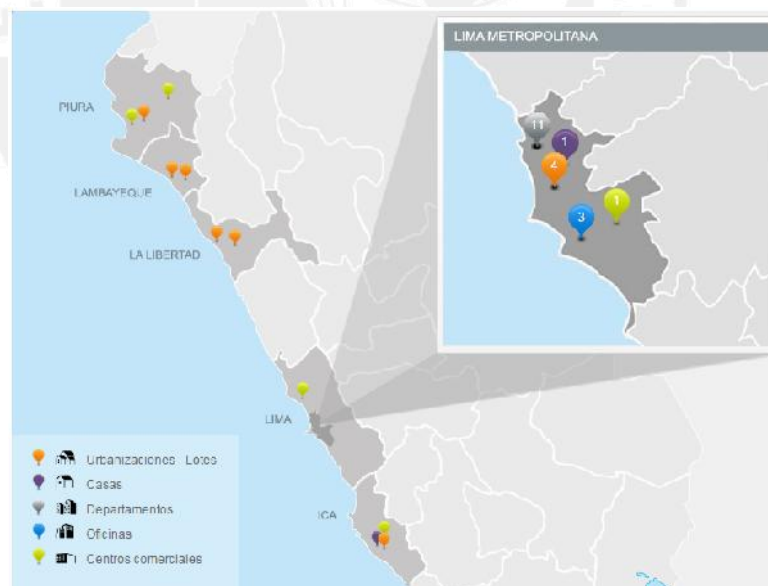 LIMA METROPOLITANA
11
1
4
3
1
PIURA
LAMBAYEQUE
LA LIBERTAD
LIMA
ICA
Urbanizaciones Lotes
Casas
Departamentos
Oficinas
Centros comerciales